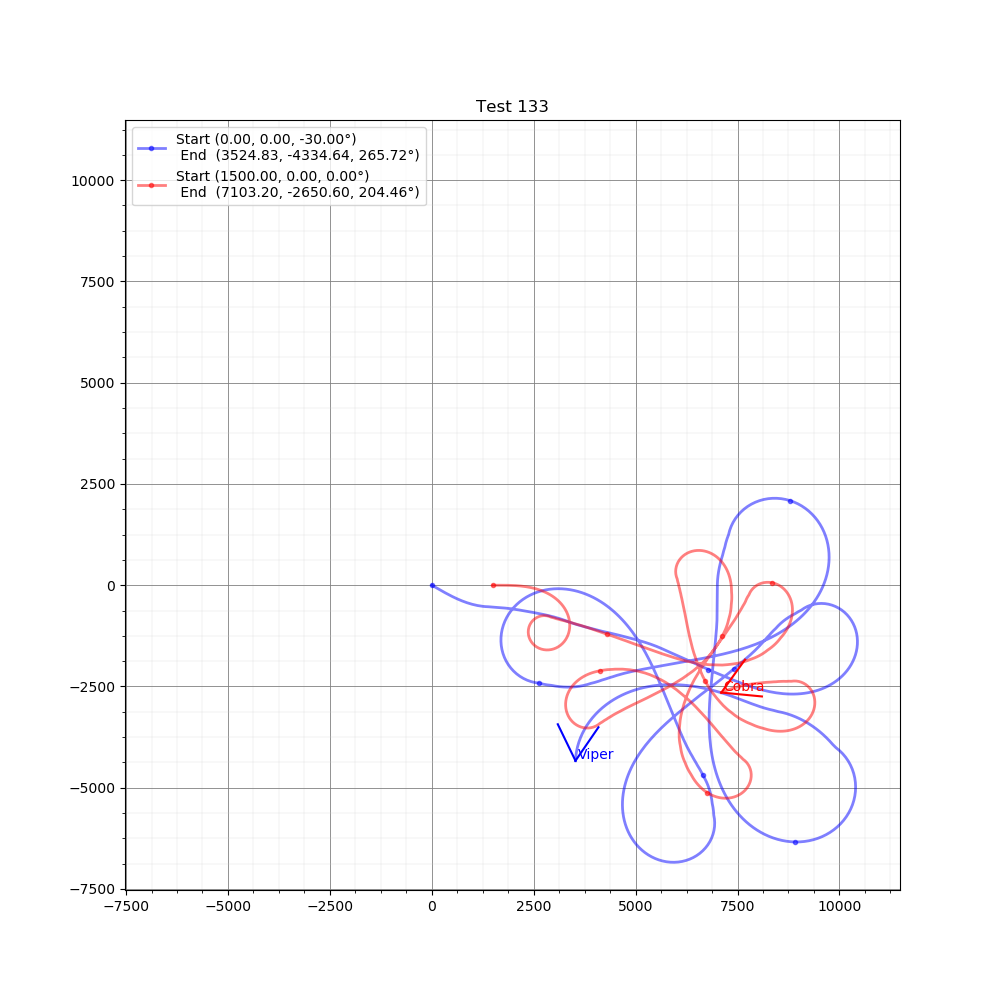 Test 133
Start (0.00, 0.00, -30.00°)
End  (3524.83, -4334.64, 265.72°)
Start (1500.00, 0.00, 0.00°)
End  (7103.20, -2650.60, 204.46°)
10000
7500
5000
2500
0
−2500
−5000
−7500
Cobra
Viper
−7500 −5000 −2500 0 2500 5000 7500 10000